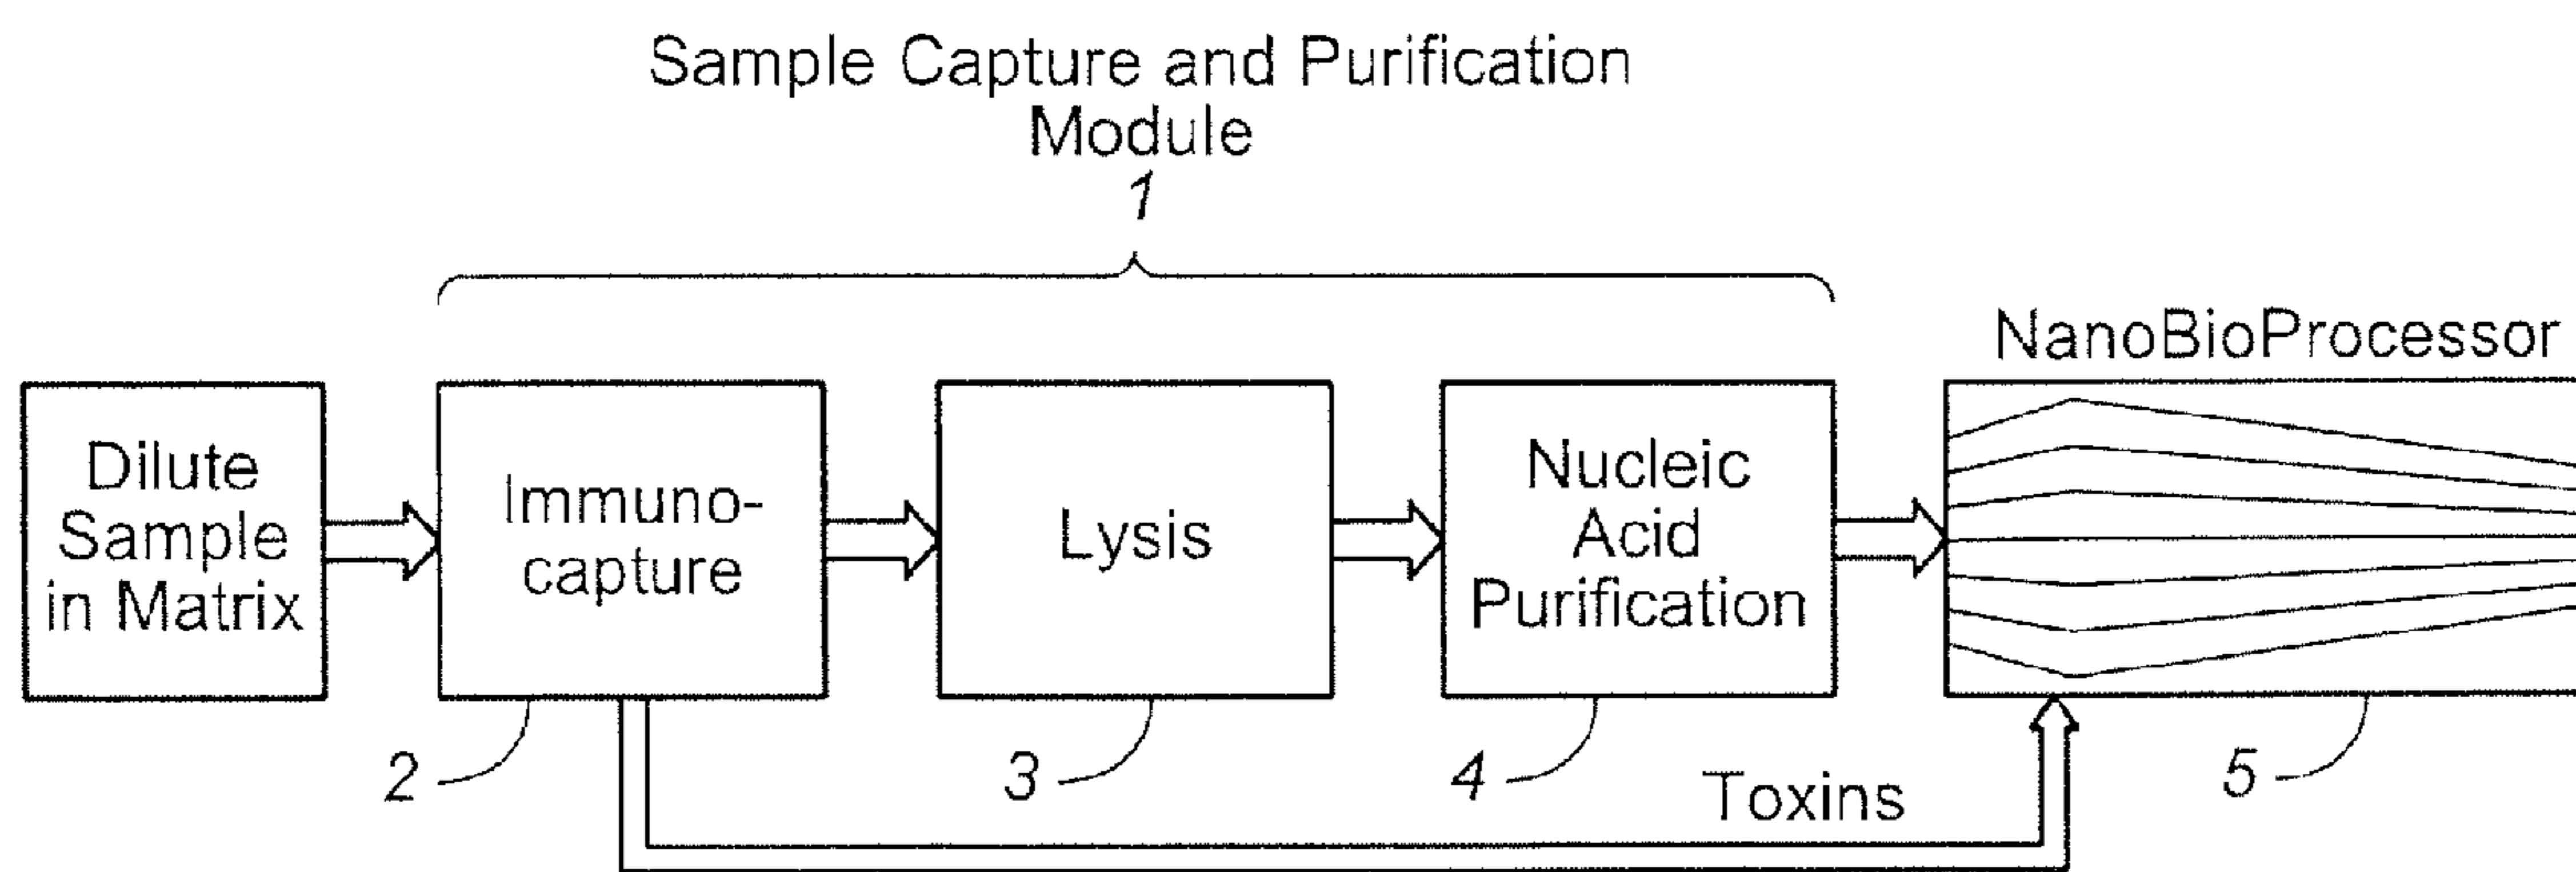 Sample Capture and Purification
Module
1
NanoBioProcessor
Dilute
Sample
in Matrix
Immuno-
capture
Lysis
Nucleic
Acid
Purification
2
3
4
5
Toxins